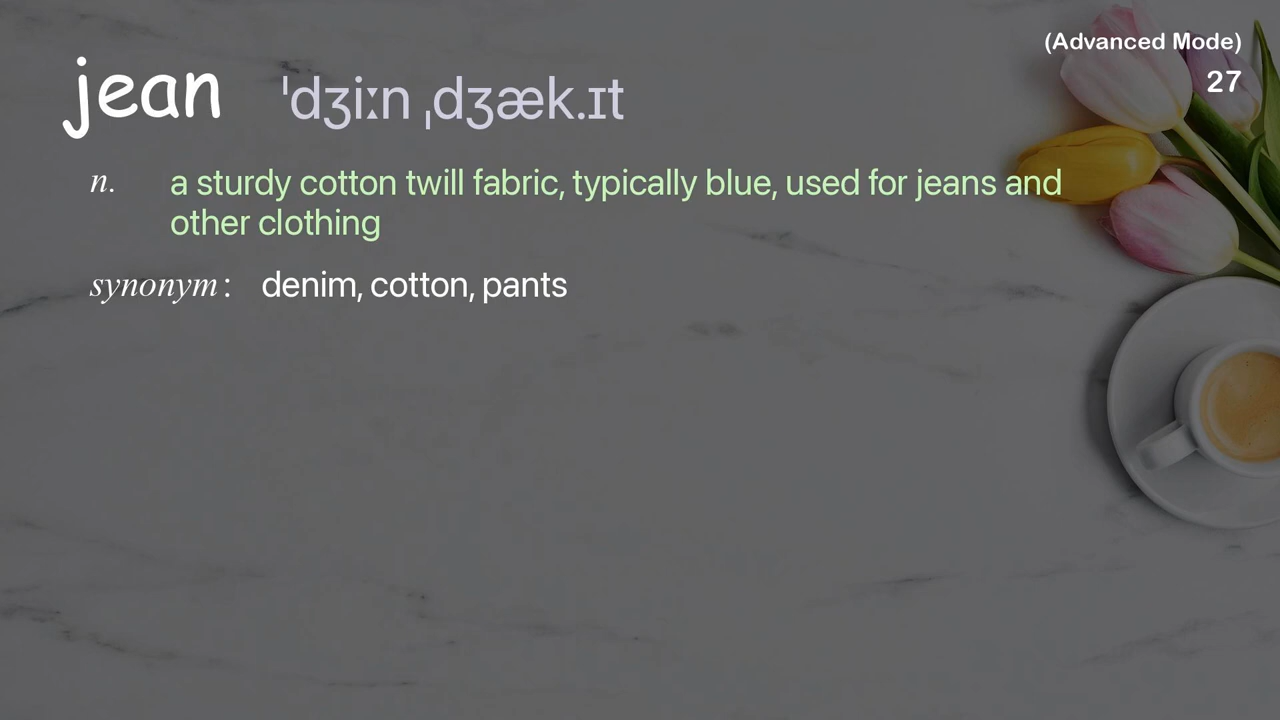 (Advanced Mode)
27
jean ˈdʒiːn ˌdʒæk.ɪt
n. a sturdy cotton twill fabric, typically blue, used for jeans and
other clothing
synonym: denim, cotton, pants